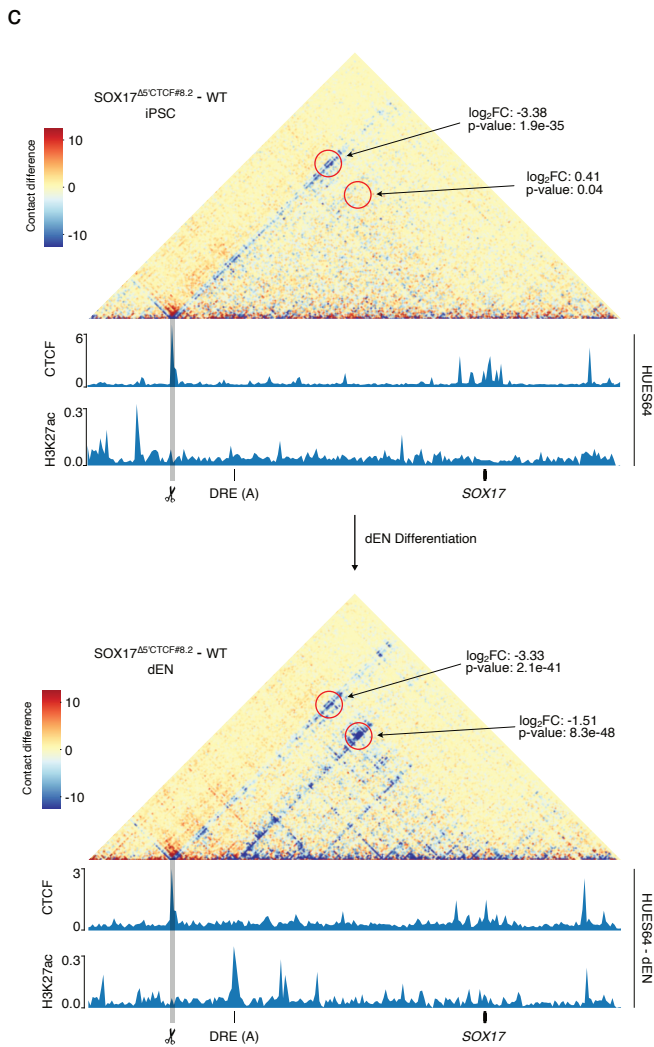 C
SOX17Δ5'CTCF#8.2 - WT
iPSC
10
0
-10
Contact difference
log2FC: -3.38
p-value: 1.9e-35
log2FC: 0.41
p-value: 0.04
6
0
CTCF
0.3
0.0
H3K27ac
HUES64
DRE (A)
SOX17
dEN Differentiation
SOX17Δ5'CTCF#8.2 - WT
dEN
10
0
-10
Contact difference
log2FC: -3.33
p-value: 2.1e-41
log2FC: -1.51
p-value: 8.3e-48
3
0
CTCF
0.3
0.0
H3K27ac
HUES64 - dEN
DRE (A)
SOX17